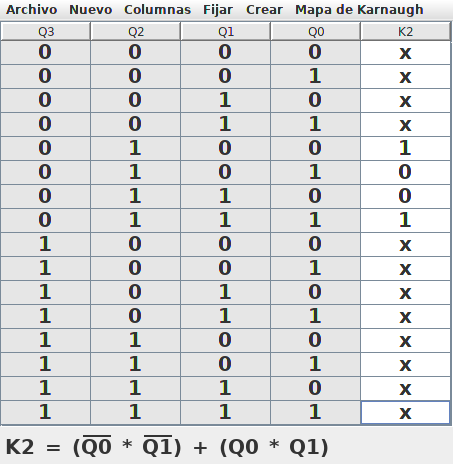 Archivo Nuevo Columnas Fijar Crear Mapa de Karnaugh
Q3 Q2 Q1 Q0 K2
0 0 0 0 x
0 0 0 1 x
0 0 1 0 x
0 0 1 1 x
0 1 0 0 1
0 1 0 1 0
0 1 1 0 0
0 1 1 1 1
1 0 0 0 x
1 0 0 1 x
1 0 1 0 x
1 0 1 1 x
1 1 0 0 x
1 1 0 1 x
1 1 1 0 x
1 1 1 1 x
K2 = (Q̅0̅ * Q̅1̅) + (Q0 * Q1)